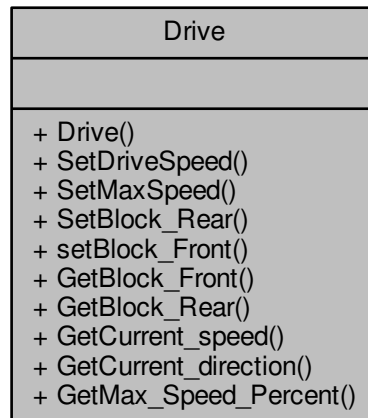 Drive
+ Drive()
+ SetDriveSpeed()
+ SetMaxSpeed()
+ SetBlock_Rear()
+ setBlock_Front()
+ GetBlock_Front()
+ GetBlock_Rear()
+ GetCurrent_speed()
+ GetCurrent_direction()
+ GetMax_Speed_Percent()